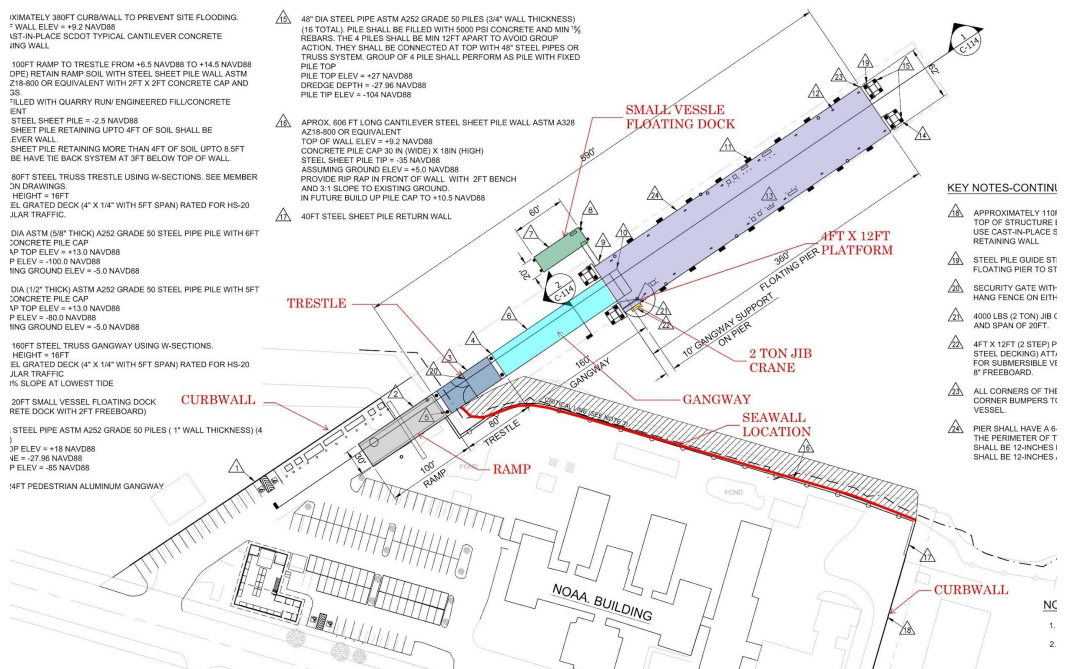 XIMATELY 380FT CURB/WALL TO PREVENT SITE FLOODING.
F WALL ELEV = +9.2 NAVD88
AST-IN-PLACE SCDOT TYPICAL CANTILEVER CONCRETE
NING WALL
100FT RAMP TO TRESTLE FROM +6.5 NAVD88 TO +14.5 NAVD88
OPE) RETAIN RAMP SOIL WITH STEEL SHEET PILE WALL ASTM
Z18-800 OR EQUIVALENT WITH 2FT X 2FT CONCRETE CAP AND
GS.
FILLED WITH QUARRY RUN/ ENGINEERED FILL/CONCRETE
ENT
STEEL SHEET PILE = -2.5 NAVD88
SHEET PILE RETAINING UPTO 4FT OF SOIL SHALL BE
EVER WALL.
SHEET PILE RETAINING MORE THAN 4FT OF SOIL UPTO 8.5FT
BE HAVE TIE BACK SYSTEM AT 3FT BELOW TOP OF WALL.
80FT STEEL TRUSS TRESTLE USING W-SECTIONS. SEE MEMBER
ON DRAWINGS.
HEIGHT = 16FT
EEL GRATED DECK (4" X 1/4" WITH 5FT SPAN) RATED FOR HS-20
ULAR TRAFFIC.
DIA ASTM (5/8" THICK) A252 GRADE 50 STEEL PIPE PILE WITH 6FT
CONCRETE PILE CAP
AP TOP ELEV = +13.0 NAVD88
P ELEV = -100.0 NAVD88
MING GROUND ELEV = -5.0 NAVD88
DIA (1/2" THICK) ASTM A252 GRADE 50 STEEL PIPE PILE WITH 5FT
CONCRETE PILE CAP
AP TOP ELEV = +13.0 NAVD88
P ELEV = -80.0 NAVD88
MING GROUND ELEV = -5.0 NAVD88
160FT STEEL TRUSS GANGWAY USING W-SECTIONS.
HEIGHT = 16FT
EEL GRATED DECK (4" X 1/4" WITH 5FT SPAN) RATED FOR HS-20
ULAR TRAFFIC
% SLOPE AT LOWEST TIDE
20FT SMALL VESSEL FLOATING DOCK
RETE DOCK WITH 2FT FREEBOARD)
STEEL PIPE ASTM A252 GRADE 50 PILES ( 1" WALL THICKNESS) (4
)
OP ELEV = +18 NAVD88
NE = -27.96 NAVD88
P ELEV = -85 NAVD88
24FT PEDESTRIAN ALUMINUM GANGWAY
15
48" DIA STEEL PIPE ASTM A252 GRADE 50 PILES (3/4" WALL THICKNESS)
(16 TOTAL). PILE SHALL BE FILLED WITH 5000 PSI CONCRETE AND MIN
REBARS. THE 4 PILES SHALL BE MIN 12FT APART TO AVOID GROUP
ACTION. THEY SHALL BE CONNECTED AT TOP WITH 48" STEEL PIPES OR
TRUSS SYSTEM. GROUP OF 4 PILE SHALL PERFORM AS PILE WITH FIXED
PILE TOP
PILE TOP ELEV = +27 NAVD88
DREDGE DEPTH = -27.96 NAVD88
PILE TIP ELEV = -104 NAVD88
16
APROX. 606 FT LONG CANTILEVER STEEL SHEET PILE WALL ASTM A328
AZ18-800 OR EQUIVALENT
TOP OF WALL ELEV = +9.2 NAVD88
CONCRETE PILE CAP 30 IN (WIDE) X 18IN (HIGH)
STEEL SHEET PILE TIP = -35 NAVD88
ASSUMING GROUND ELEV = +5.0 NAVD88
PROVIDE RIP RAP IN FRONT OF WALL WITH 2FT BENCH
AND 3:1 SLOPE TO EXISTING GROUND.
IN FUTURE BUILD UP PILE CAP TO +10.5 NAVD88
17
40FT STEEL SHEET PILE RETURN WALL
SMALL VESSLE
FLOATING DOCK
4FT X 12FT
PLATFORM
2 TON JIB
CRANE
TRESTLE
CURBWALL
GANGWAY
SEAWALL
LOCATION
RAMP
CURBWALL
890'
62'
60'
20'
360'
FLOATING PIER
10' GANGWAY SUPPORT
ON PIER
160'
GANGWAY
80'
TRESTLE
100'
RAMP
30'
1
C-114
2
C-114
CRITICAL LINE (SEE NOTE 2)
POND
POND
NOAA. BUILDING
KEY NOTES-CONTINU
18
APPROXIMATELY 110F
TOP OF STRUCTURE E
USE CAST-IN-PLACE S
RETAINING WALL
19
STEEL PILE GUIDE ST
FLOATING PIER TO ST
20
SECURITY GATE WITH
HANG FENCE ON EITH
21
4000 LBS (2 TON) JIB C
AND SPAN OF 20FT.
22
4FT X 12FT (2 STEP) P
STEEL DECKING) ATTA
FOR SUBMERSIBLE VE
8" FREEBOARD.
23
ALL CORNERS OF THE
CORNER BUMPERS TO
VESSEL.
24
PIER SHALL HAVE A 6-
THE PERIMETER OF T
SHALL BE 12-INCHES
SHALL BE 12-INCHES A
NO
1.
2.